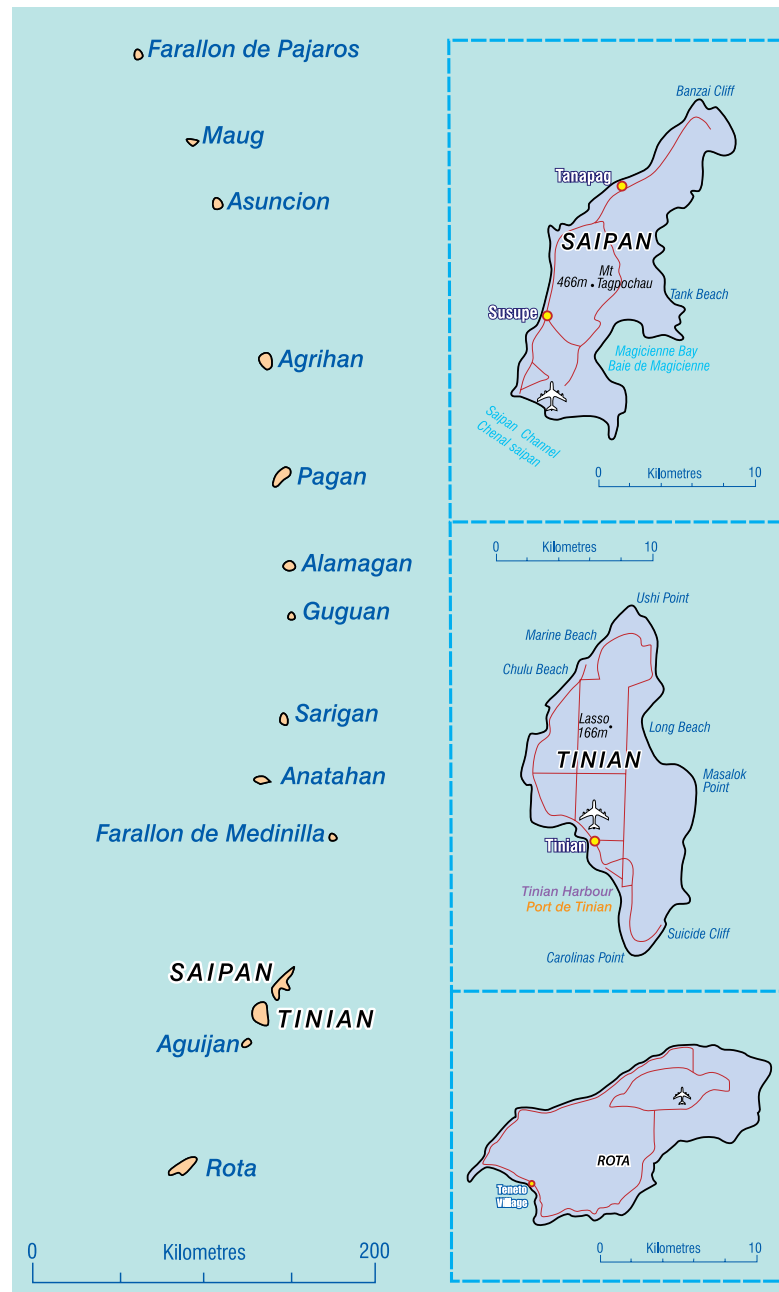 Farallon de Pajaros
Maug
Asuncion
Agrihan
Pagan
Alamagan
Guguan
Sarigan
Anatahan
Farallon de Medinilla
SAIPAN
TINIAN
Aguijan
Rota
0 Kilometres 200
Banzai Cliff
Tanapag
SAIPAN
Mt
466m Tagpochau
Tank Beach
Susupe
Magicienne Bay
Baie de Magicienne
Saipan Channel
Chenal saipan
0 Kilometres 10
0 Kilometres 10
Ushi Point
Marine Beach
Chulu Beach
Lasso
166m
Long Beach
TINIAN
Masalok
Point
Tinian
Tinian Harbour
Port de Tinian
Suicide Cliff
Carolinas Point
ROTA
Teneto
0 Kilometres 10